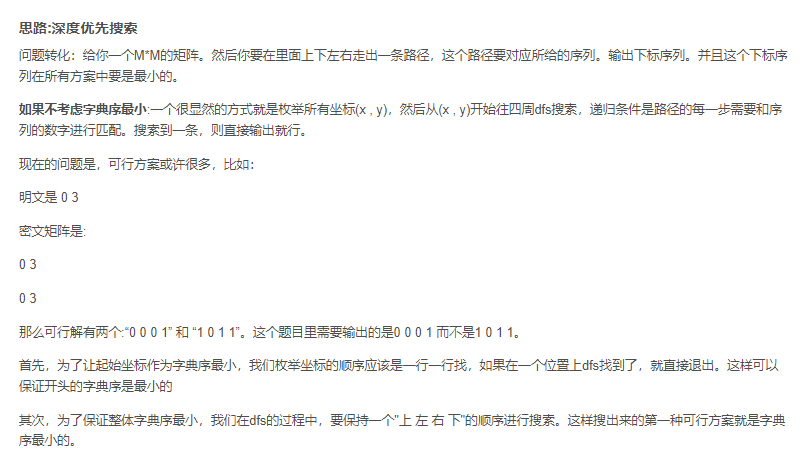 思路:深度优先搜索
问题转化：给你一个M*M的矩阵。然后你要在里面上下左右走出一条路径，这个路径要对应所给的序列。输出下标序列。并且这个下标序
列在所有方案中要是最小的。
如果不考虑字典序最小:一个很显然的方式就是枚举所有坐标(x , y)，然后从(x , y)开始往四周dfs搜索，递归条件是路径的每一步需要和序
列的数字进行匹配。搜索到一条，则直接输出就行。
现在的问题是，可行方案或许很多，比如：
明文是 0 3
密文矩阵是:
0 3
0 3
那么可行解有两个:“0 0 0 1” 和 “1 0 1 1”。这个题目里需要输出的是0 0 0 1 而不是1 0 1 1。
首先，为了让起始坐标作为字典序最小，我们枚举坐标的顺序应该是一行一行找，如果在一个位置上dfs找到了，就直接退出。这样可以
保证开头的字典序是最小的
其次，为了保证整体字典序最小，我们在dfs的过程中，要保持一个"上 左 右 下"的顺序进行搜索。这样搜出来的第一种可行方案就是字典
序最小的。